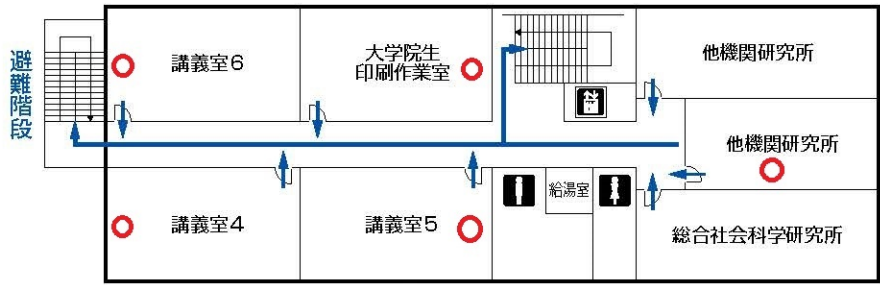 避難階段
講義室6
大学院生
印刷作業室
他機関研究所
他機関研究所
講義室4
講義室5
給湯室
総合社会科学研究所